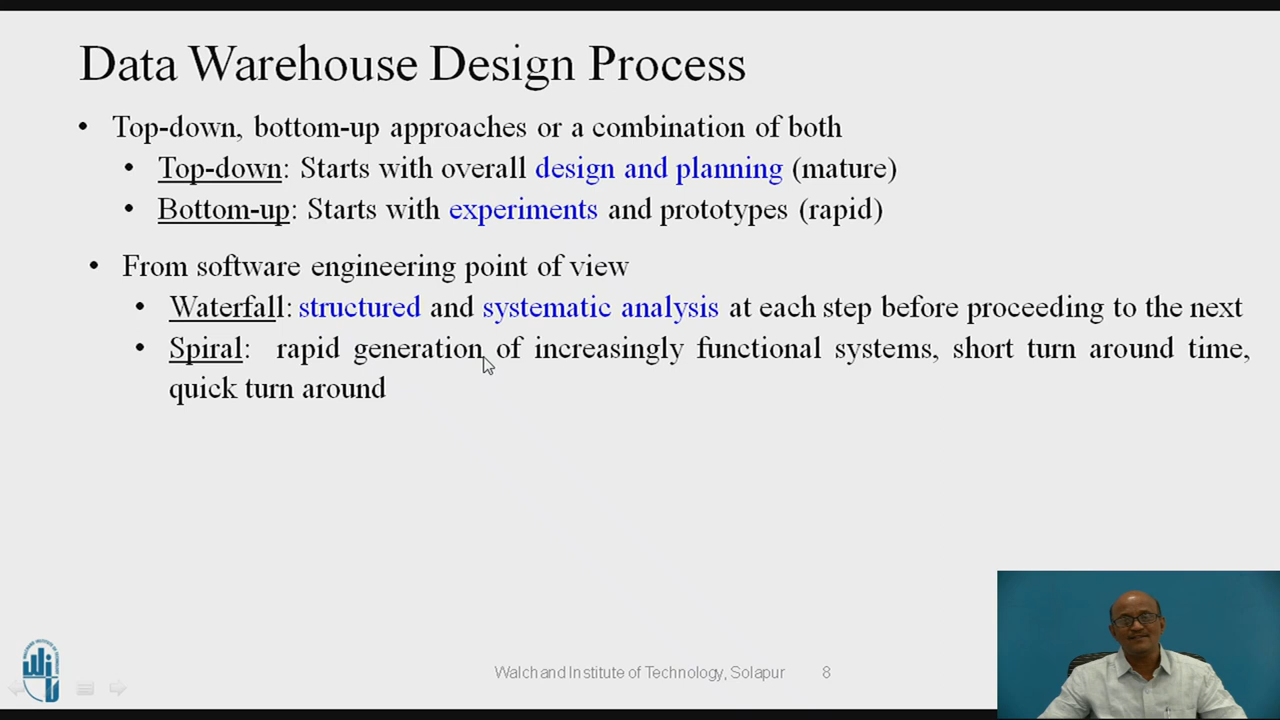 Data Warehouse Design Process
• Top-down, bottom-up approaches or a combination of both
• Top-down: Starts with overall design and planning (mature)
• Bottom-up: Starts with experiments and prototypes (rapid)
• From software engineering point of view
• Waterfall: structured and systematic analysis at each step before proceeding to the next
• Spiral: rapid generation of increasingly functional systems, short turn around time,
quick turn around
Walchand Institute of Technology, Solapur 8